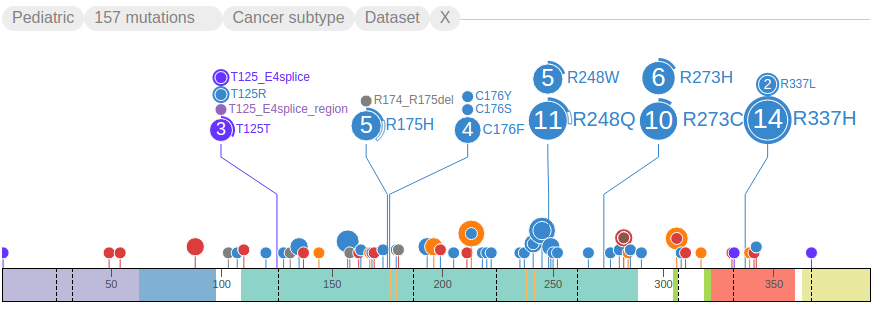 Pediatric 157 mutations Cancer subtype Dataset X
T125_E4splice
T125R
T125_E4splice_region
3 T125T
R174_R175del
5 R175H
C176Y
C176S
4 C176F
5 R248W
11 R248Q
6 R273H
10 R273C
2 R337L
14 R337H
50 100 150 200 250 300 350